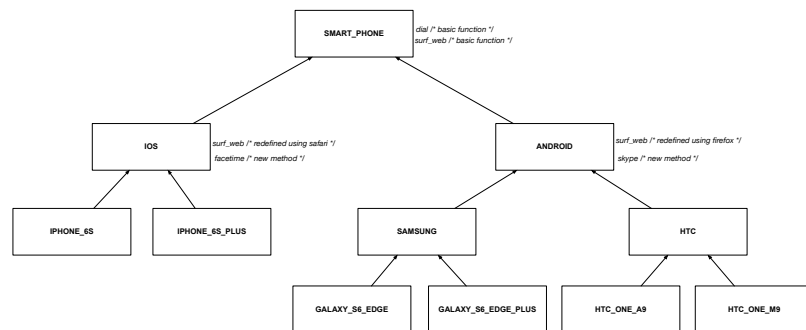 SMART_PHONE
dial /* basic function */
surf_web /* basic function */
IOS
surf_web /* redefined using safari */
facetime /* new method */
ANDROID
surf_web /* redefined using firefox */
skype /* new method */
IPHONE_6S
IPHONE_6S_PLUS
SAMSUNG
HTC
GALAXY_S6_EDGE
GALAXY_S6_EDGE_PLUS
HTC_ONE_A9
HTC_ONE_M9